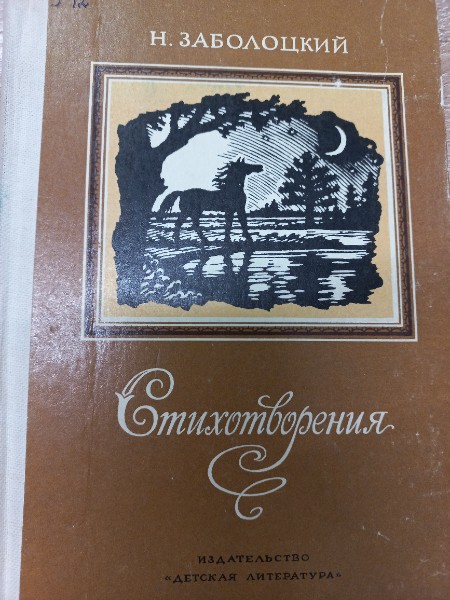 Н. ЗАБОЛОЦКИЙ
Стихотворения
ИЗДАТЕЛЬСТВО
«ДЕТСКАЯ ЛИТЕРАТУРА»